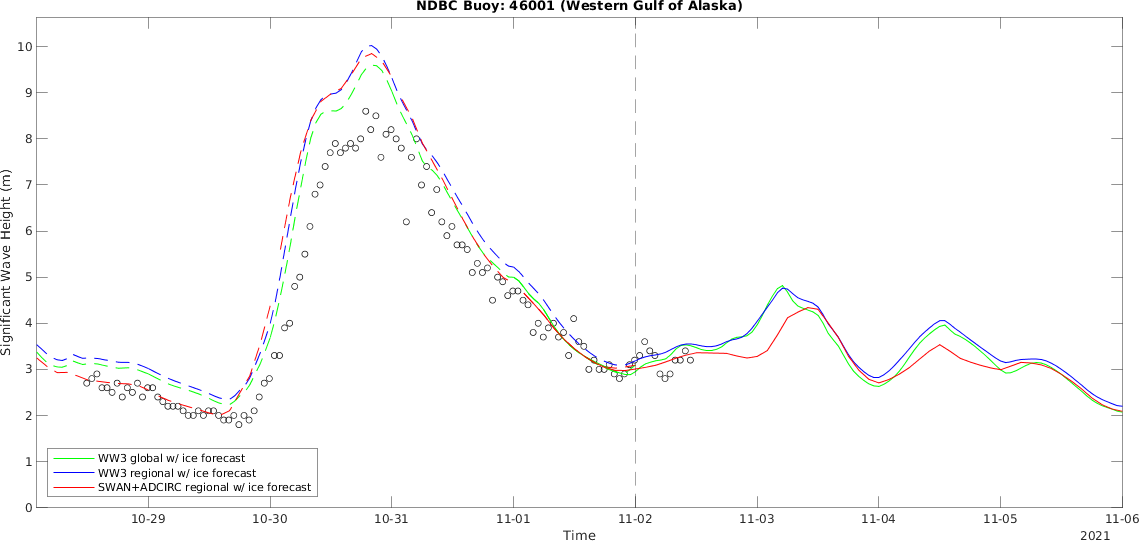 NDBC Buoy: 46001 (Western Gulf of Alaska)
Significant Wave Height (m)
10
9
8
7
6
5
4
3
2
1
0
WW3 global w/ ice forecast
WW3 regional w/ ice forecast
SWAN+ADCIRC regional w/ ice forecast
10-29 10-30 10-31 11-01 11-02 11-03 11-04 11-05 11-06
Time
2021